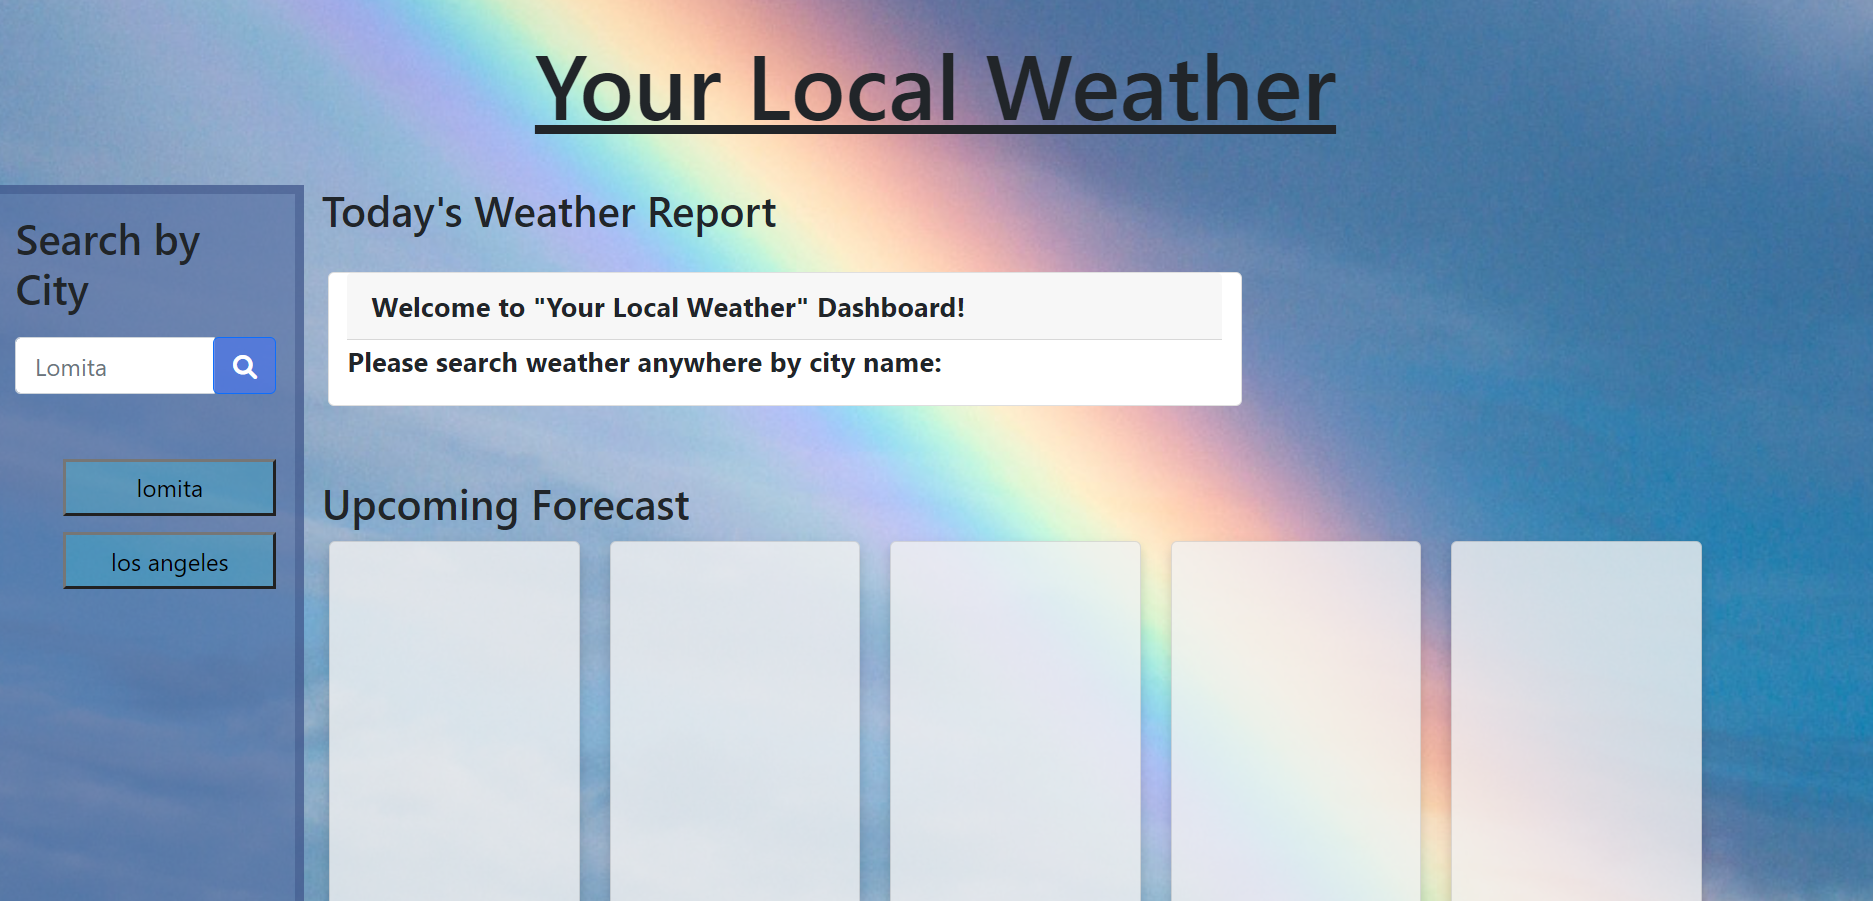 Your Local Weather
Search by
City
Lomita
lomita
los angeles
Today's Weather Report
Welcome to "Your Local Weather" Dashboard!
Please search weather anywhere by city name:
Upcoming Forecast